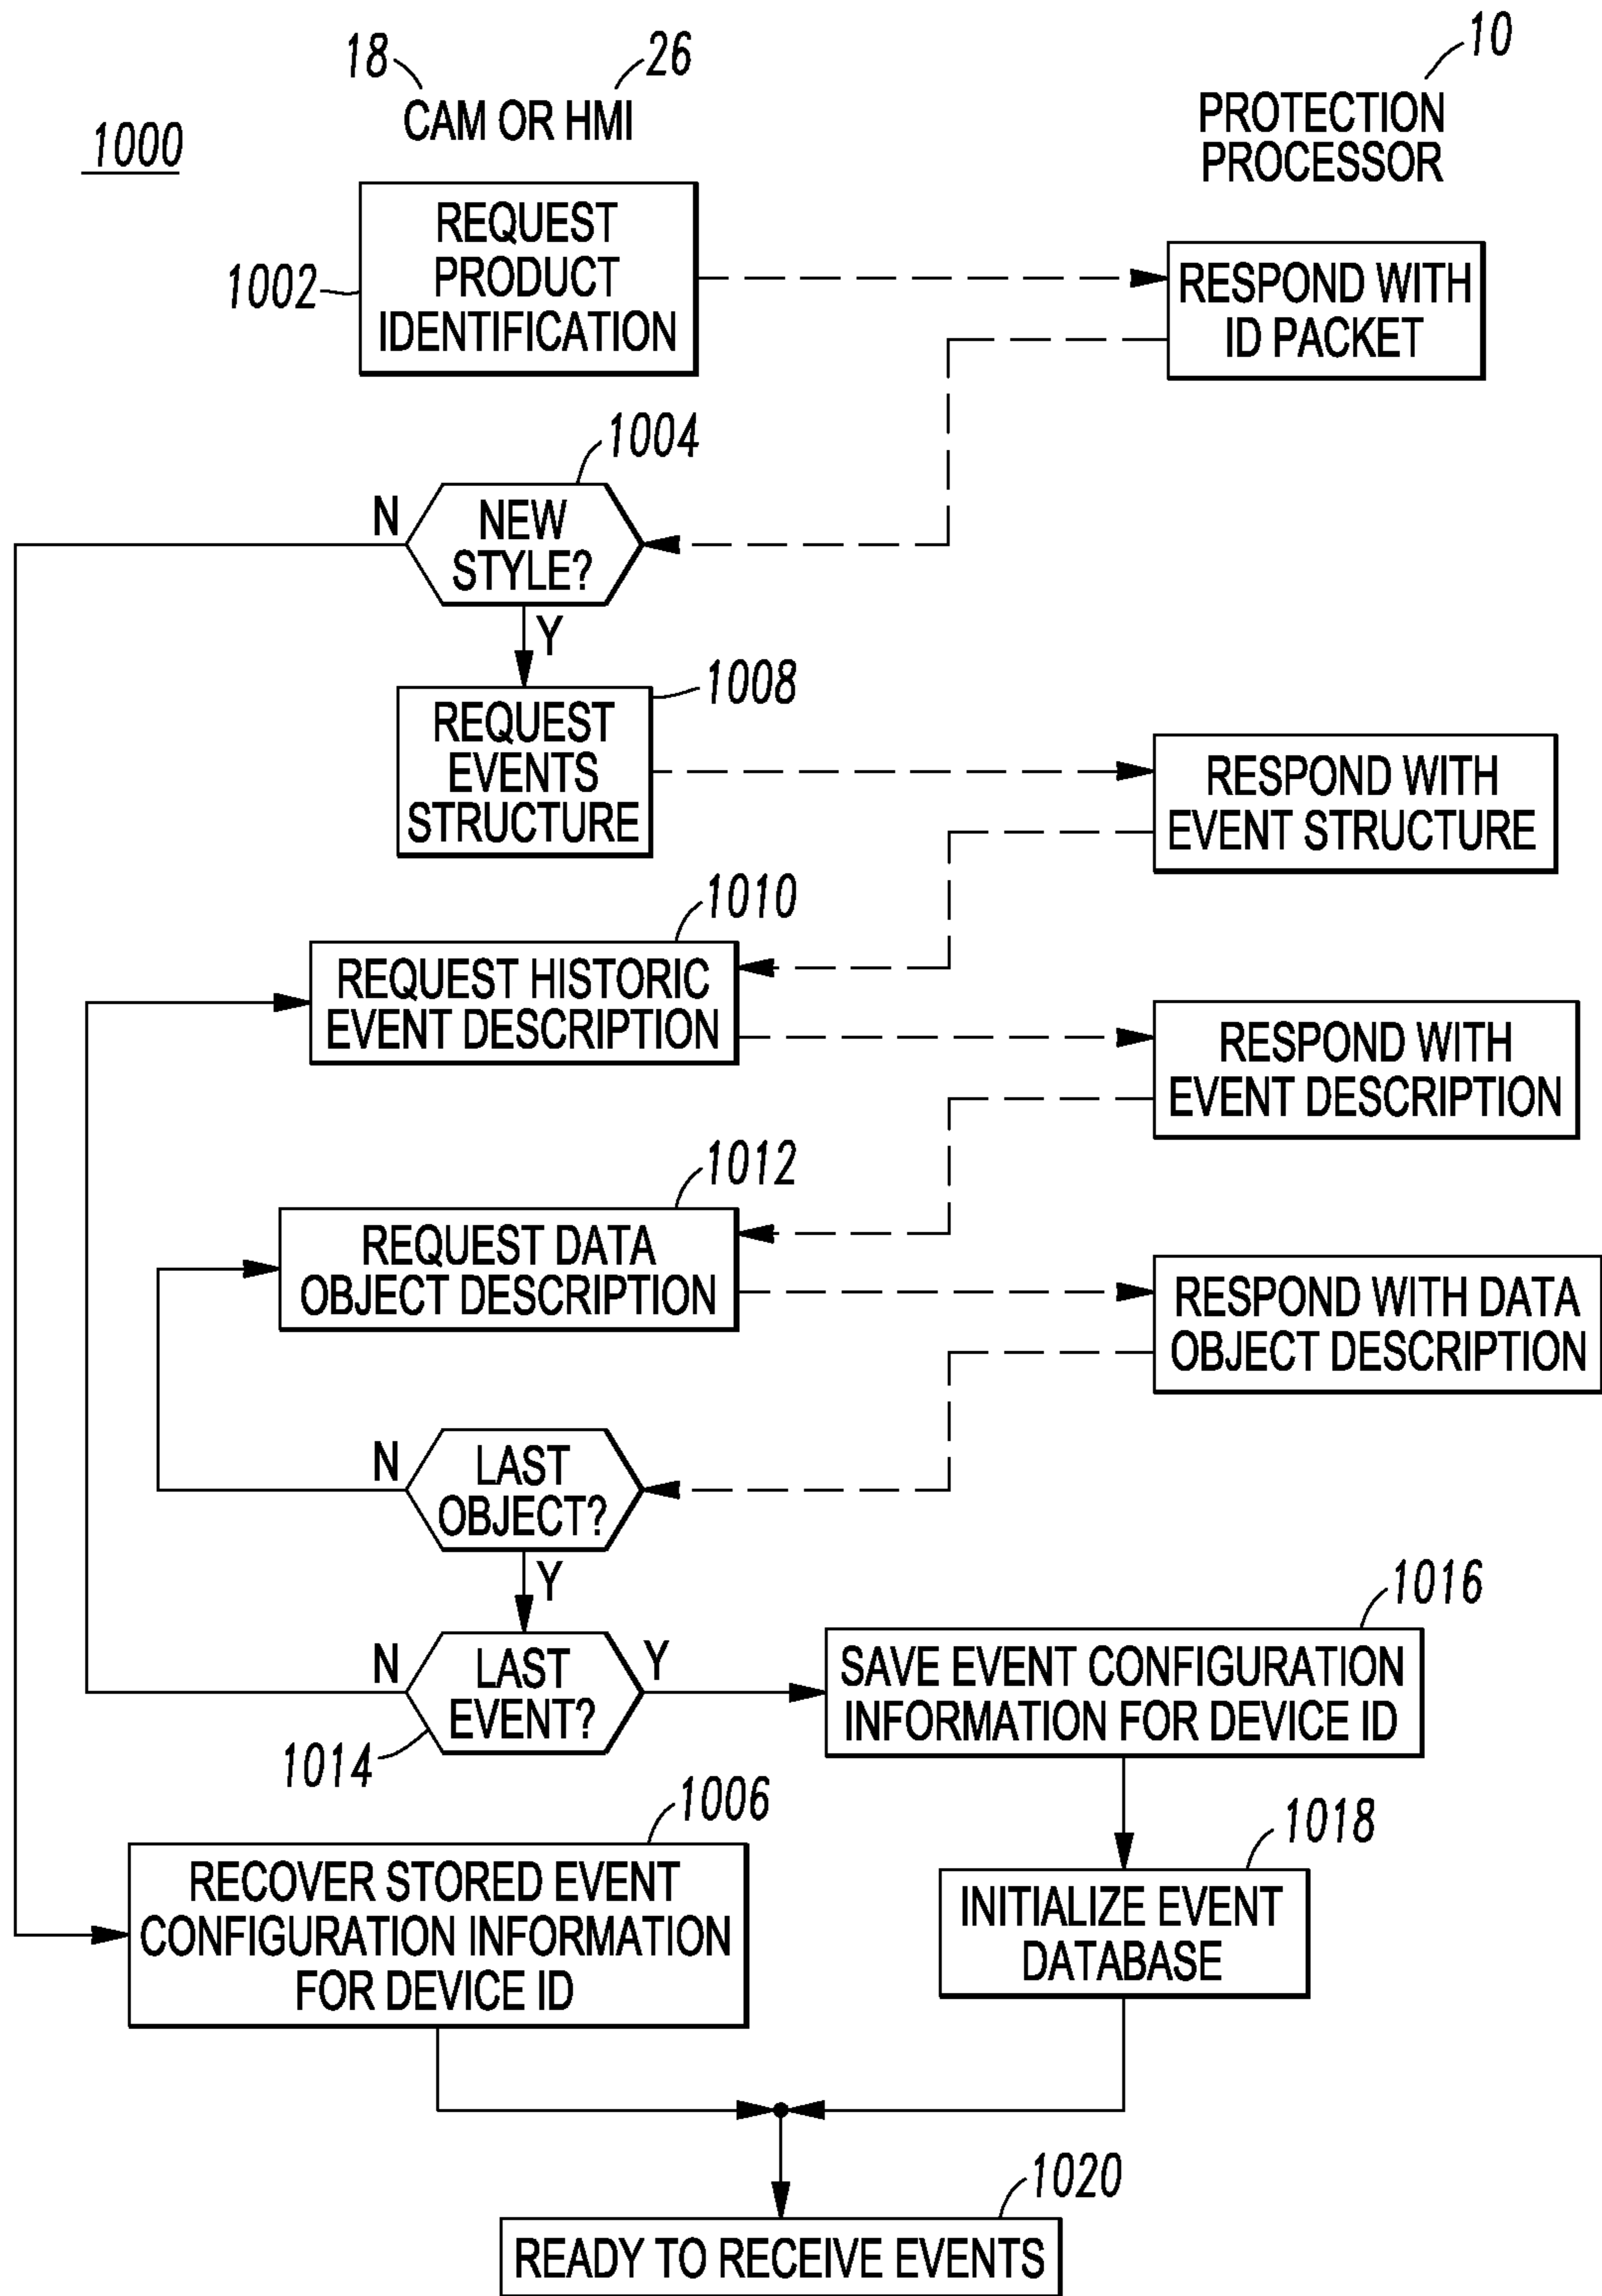 18
26
10
CAM OR HMI
PROTECTION
PROCESSOR
1000
REQUEST
PRODUCT
IDENTIFICATION
1002
RESPOND WITH
ID PACKET
1004
N
NEW
STYLE?
Y
1008
REQUEST
EVENTS
STRUCTURE
RESPOND WITH
EVENT STRUCTURE
1010
REQUEST HISTORIC
EVENT DESCRIPTION
RESPOND WITH
EVENT DESCRIPTION
1012
REQUEST DATA
OBJECT DESCRIPTION
RESPOND WITH DATA
OBJECT DESCRIPTION
N
LAST
OBJECT?
Y
1016
N
LAST
EVENT?
Y
1014
SAVE EVENT CONFIGURATION
INFORMATION FOR DEVICE ID
1006
RECOVER STORED EVENT
CONFIGURATION INFORMATION
FOR DEVICE ID
1018
INITIALIZE EVENT
DATABASE
1020
READY TO RECEIVE EVENTS